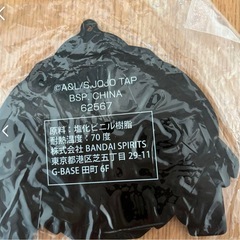 ©A&L/S,JOJO TAP
BSP CHINA
62567
原料：塩化ビニル樹脂
耐熱温度：70度
株式会社 BANDAI SPIRITS
東京都港区芝五丁目 29-11
G-BASE 田町 6F